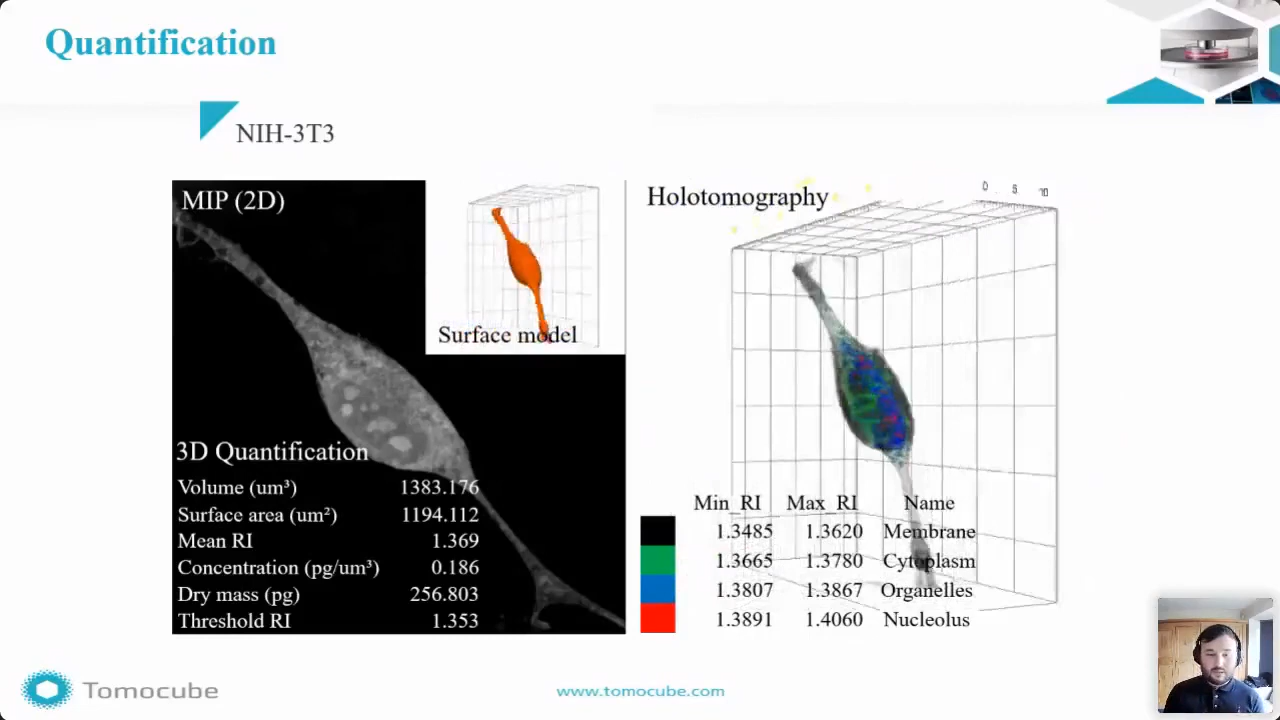 Quantification
NIH-3T3
MIP (2D)
Surface model
3D Quantification
Volume (um³) 1383.176
Surface area (um²) 1194.112
Mean RI 1.369
Concentration (pg/um³) 0.186
Dry mass (pg) 256.803
Threshold RI 1.353
Holotomography
0 5 10
Min_RI Max_RI Name
1.3485 1.3620 Membrane
1.3665 1.3780 Cytoplasm
1.3807 1.3867 Organelles
1.3891 1.4060 Nucleolus
Tomocube
www.tomocube.com